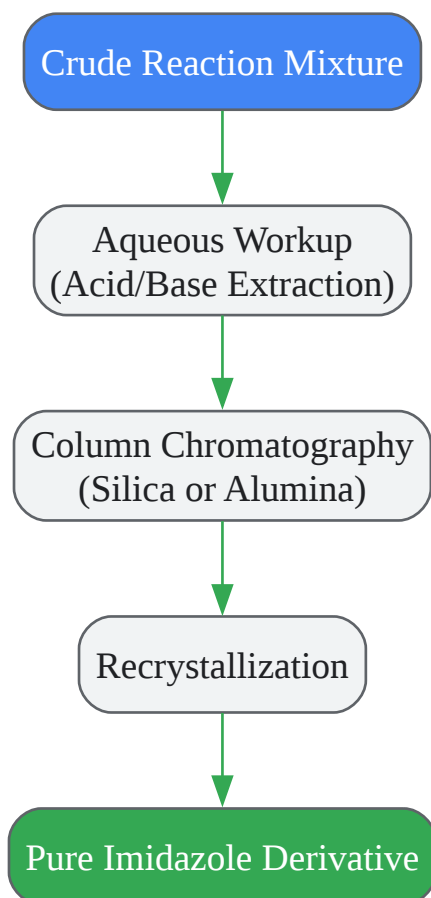 Crude Reaction Mixture
Aqueous Workup
(Acid/Base Extraction)
Column Chromatography
(Silica or Alumina)
Recrystallization
Pure Imidazole Derivative